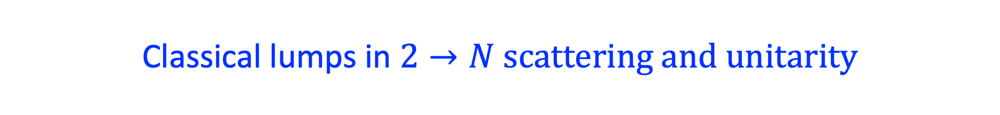 Classical lumps in 2 → N scattering and unitarity